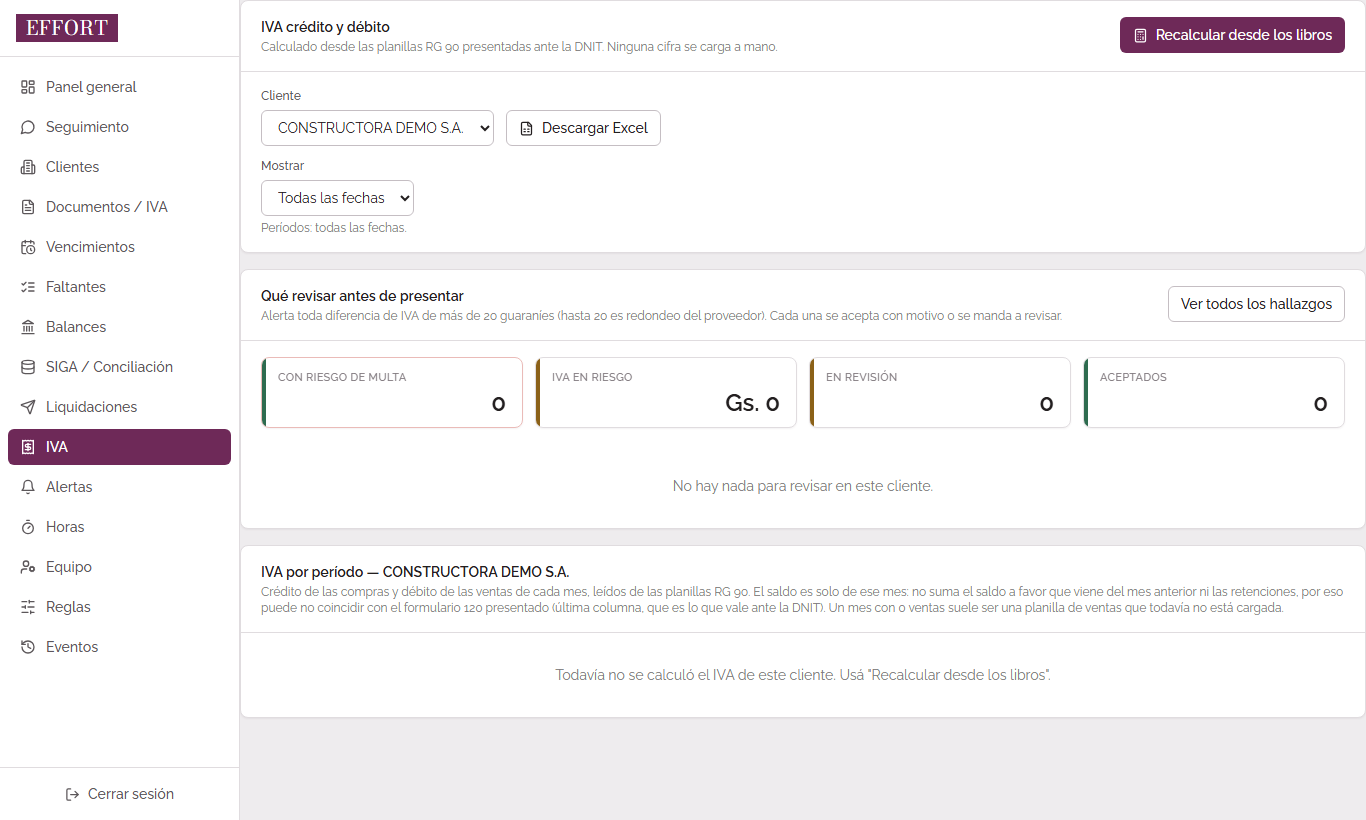 EFFORT
Panel general
Seguimiento
Clientes
Documentos / IVA
Vencimientos
Faltantes
Balances
SIGA / Conciliación
Liquidaciones
IVA
Alertas
Horas
Equipo
Reglas
Eventos
Cerrar sesión
IVA crédito y débito
Calculado desde las planillas RG 90 presentadas ante la DNIT. Ninguna cifra se carga a mano.
Recalcular desde los libros
Cliente
CONSTRUCTORA DEMO S.A.
Descargar Excel
Mostrar
Todas las fechas
Períodos: todas las fechas.
Qué revisar antes de presentar
Alerta toda diferencia de IVA de más de 20 guaraníes (hasta 20 es redondeo del proveedor). Cada una se acepta con motivo o se manda a revisar.
Ver todos los hallazgos
CON RIESGO DE MULTA
0
IVA EN RIESGO
Gs. 0
EN REVISIÓN
0
ACEPTADOS
0
No hay nada para revisar en este cliente.
IVA por período — CONSTRUCTORA DEMO S.A.
Crédito de las compras y débito de las ventas de cada mes, leídos de las planillas RG 90. El saldo es solo de ese mes: no suma el saldo a favor que viene del mes anterior ni las retenciones, por eso
puede no coincidir con el formulario 120 presentado (última columna, que es lo que vale ante la DNIT). Un mes con 0 ventas suele ser una planilla de ventas que todavía no está cargada.
Todavía no se calculó el IVA de este cliente. Usá "Recalcular desde los libros".